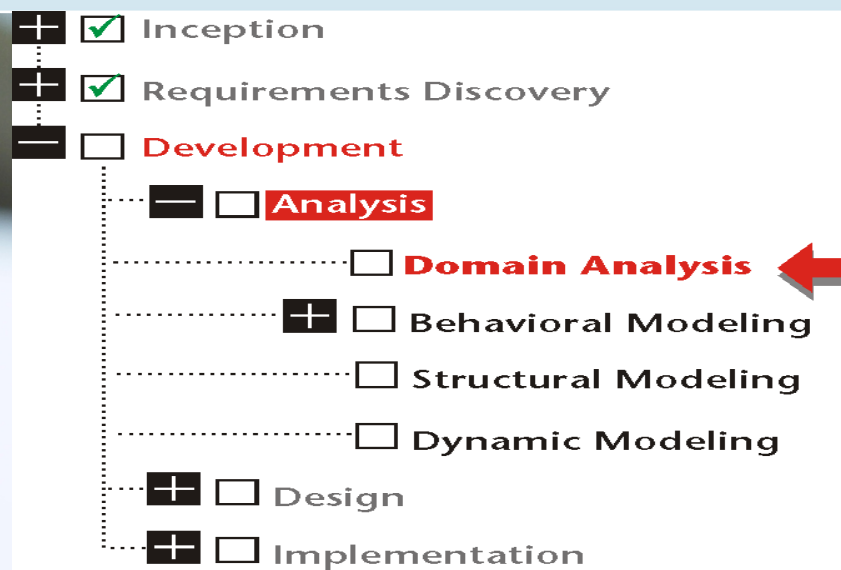 Inception
Requirements Discovery
Development
Analysis
Domain Analysis
Behavioral Modeling
Structural Modeling
Dynamic Modeling
Design
Implementation